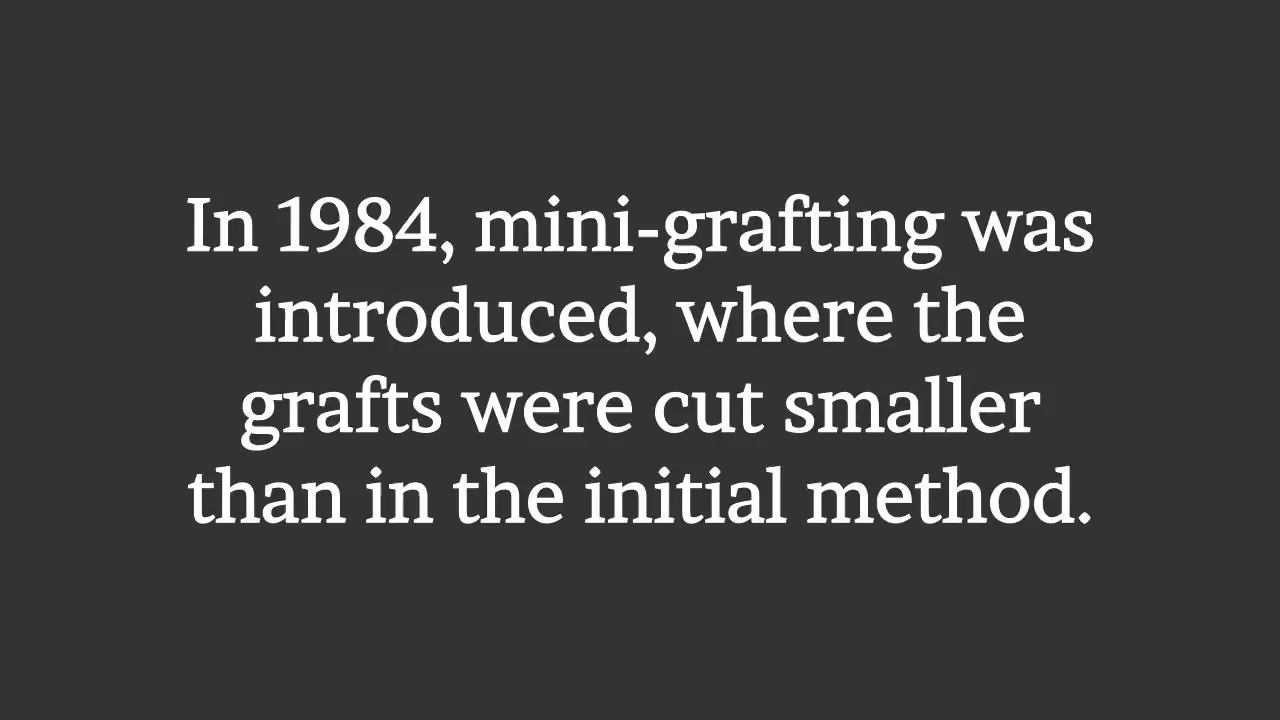 In 1984, mini-grafting was
introduced, where the
grafts were cut smaller
than in the initial method.